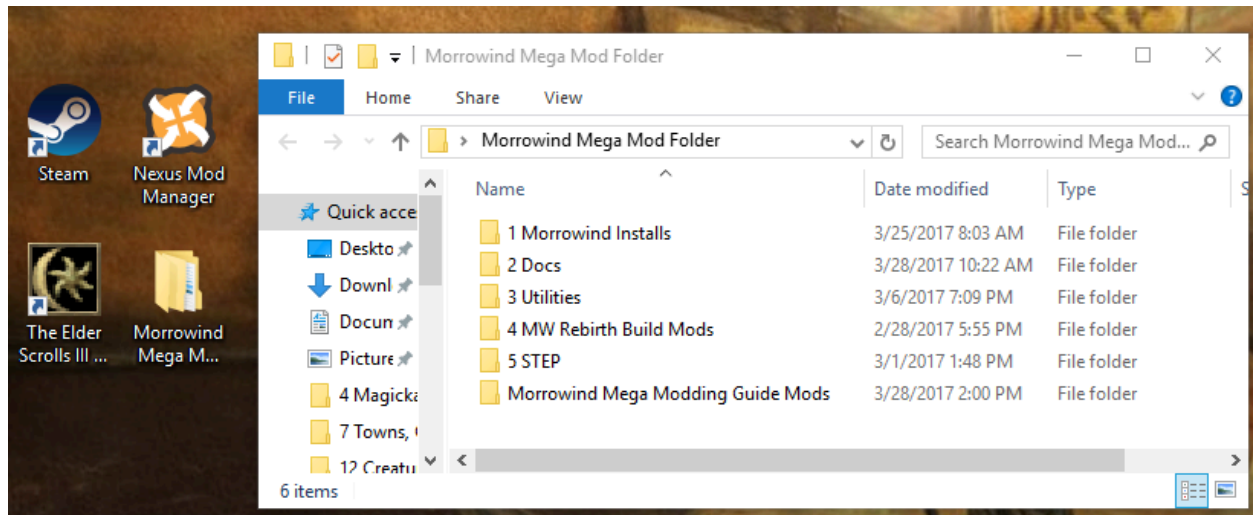 Steam
Nexus Mod
Manager
The Elder
Scrolls III ...
Morrowind
Mega M...
Morrowind Mega Mod Folder
File Home Share View
Morrowind Mega Mod Folder
Search Morrowind Mega Mod...
Name Date modified Type S
Quick acce
Deskto
Downl
Docum
Picture
4 Magicka
7 Towns, (
12 Creatu
1 Morrowind Installs 3/25/2017 8:03 AM File folder
2 Docs 3/28/2017 10:22 AM File folder
3 Utilities 3/6/2017 7:09 PM File folder
4 MW Rebirth Build Mods 2/28/2017 5:55 PM File folder
5 STEP 3/1/2017 1:48 PM File folder
Morrowind Mega Modding Guide Mods 3/28/2017 2:00 PM File folder
6 items